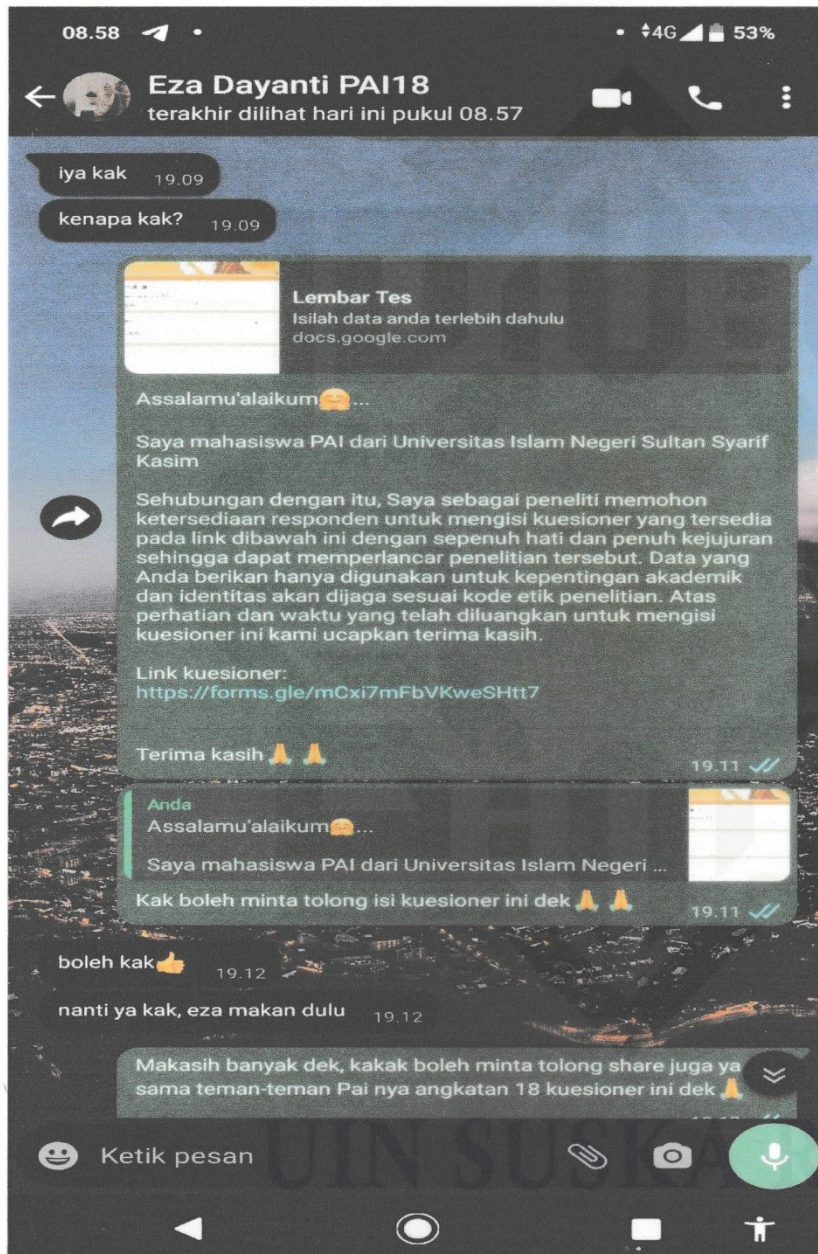 08.58
4G 53%
Eza Dayanti PAI18
terakhir dilihat hari ini pukul 08.57
iya kak 19.09
kenapa kak? 19.09
Lembar Tes
Isilah data anda terlebih dahulu
docs.google.com
Assalamu'alaikum🤗...
Saya mahasiswa PAI dari Universitas Islam Negeri Sultan Syarif
Kasim
Sehubungan dengan itu, Saya sebagai peneliti memohon
ketersediaan responden untuk mengisi kuesioner yang tersedia
pada link dibawah ini dengan sepenuh hati dan penuh kejujuran
sehingga dapat memperlancar penelitian tersebut. Data yang
Anda berikan hanya digunakan untuk kepentingan akademik
dan identitas akan dijaga sesuai kode etik penelitian. Atas
perhatian dan waktu yang telah diluangkan untuk mengisi
kuesioner ini kami ucapkan terima kasih.
Link kuesioner:
https://forms.gle/mCxi7mFbVKweSHtt7
Terima kasih 🙏 🙏
19.11
Anda
Assalamu'alaikum🤗...
Saya mahasiswa PAI dari Universitas Islam Negeri ...
Kak boleh minta tolong isi kuesioner ini dek 🙏 🙏
19.11
boleh kak👍 19.12
nanti ya kak, eza makan dulu 19.12
Makasih banyak dek, kakak boleh minta tolong share juga ya
sama teman-teman Pai nya angkatan 18 kuesioner ini dek 🙏
Ketik pesan
UIN SUSKA